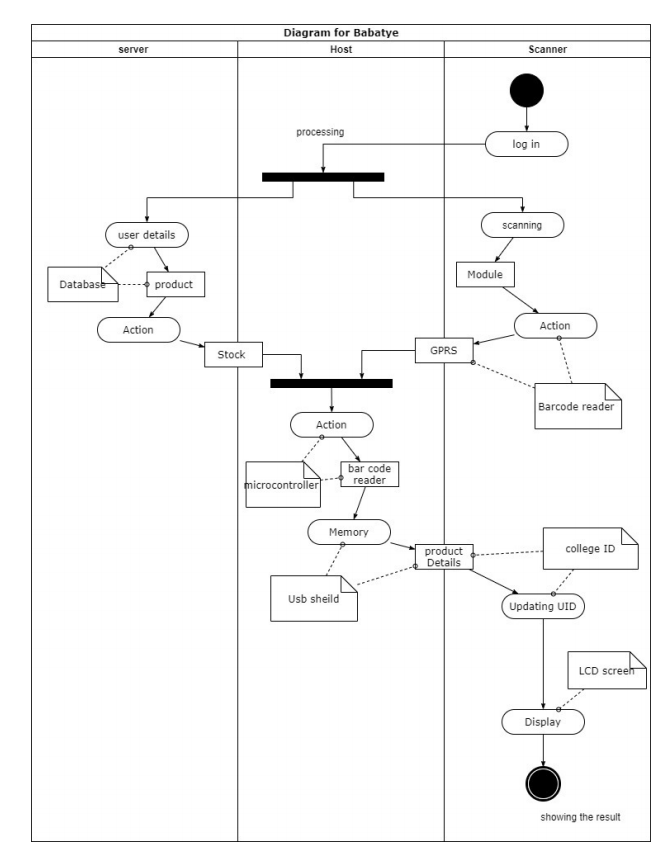 Diagram for Babatye
server
Host
Scanner
processing
log in
user details
scanning
Database
product
Module
Action
Action
Stock
GPRS
Barcode reader
Action
microcontroller
bar code
reader
Memory
product
Details
college ID
Usb sheild
Updating UID
LCD screen
Display
showing the result